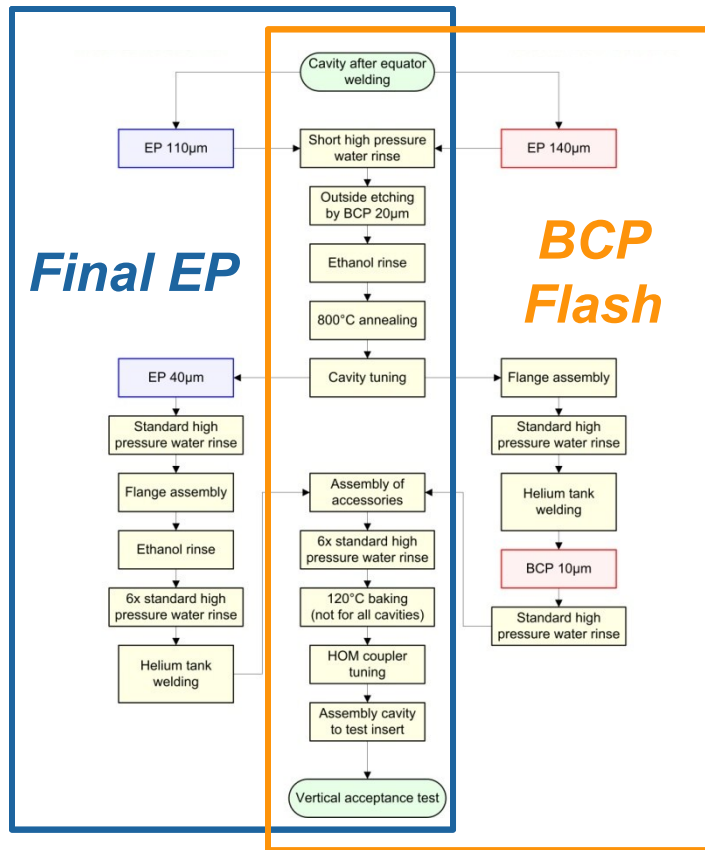 Cavity after equator
welding
EP 110µm
Short high pressure
water rinse
EP 140µm
Outside etching
by BCP 20µm
Final EP
BCP
Flash
Ethanol rinse
800°C annealing
EP 40µm
Cavity tuning
Flange assembly
Standard high
pressure water rinse
Standard high
pressure water rinse
Flange assembly
Assembly of
accessories
Helium tank
welding
Ethanol rinse
6x standard high
pressure water rinse
BCP 10µm
6x standard high
pressure water rinse
120°C baking
(not for all cavities)
Standard high
pressure water rinse
Helium tank
welding
HOM coupler
tuning
Assembly cavity
to test insert
Vertical acceptance test